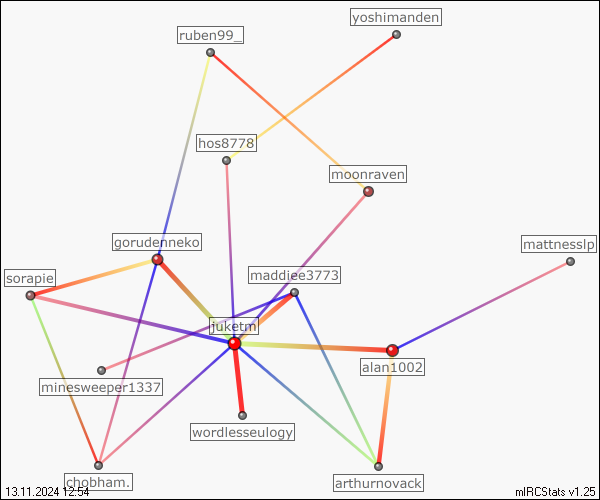 yoshimanden
ruben99_
hos8778
moonraven
gorudenneko
mattnesslp
maddiee3773
sorapie
juketm
alan1002
minesweeper1337
wordlesseulogy
chobham.
arthurnovack
13.11.2024 12:54
mIRCStats v1.25